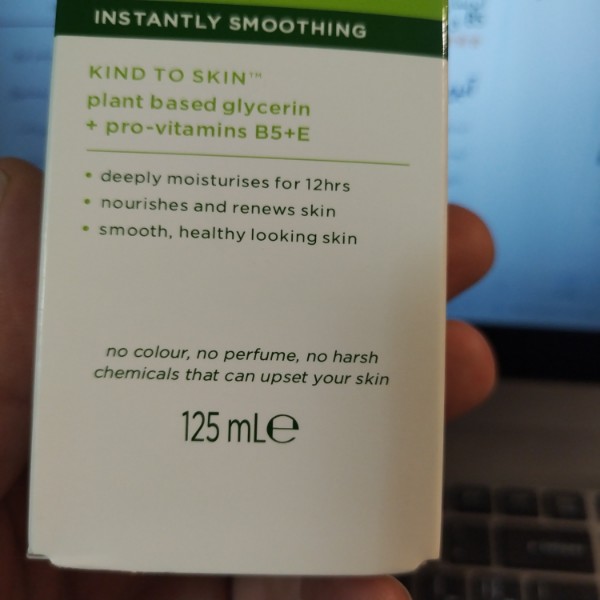 INSTANTLY SMOOTHING
KIND TO SKIN™
plant based glycerin
+ pro-vitamins B5+E
• deeply moisturises for 12hrs
• nourishes and renews skin
• smooth, healthy looking skin
no colour, no perfume, no harsh
chemicals that can upset your skin
125 mL℮